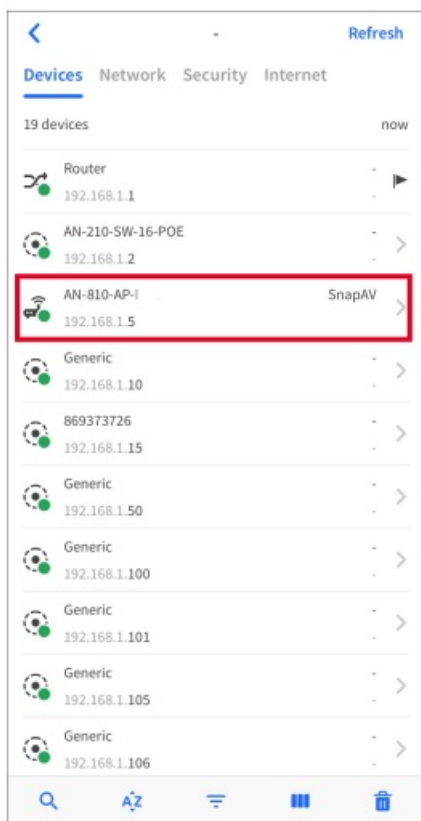 - Refresh
Devices Network Security Internet
19 devices now
Router -
192.168.1.1 -
AN-210-SW-16-POE -
192.168.1.2 -
AN-810-AP-I SnapAV
192.168.1.5
Generic -
192.168.1.10 -
869373726 -
192.168.1.15 -
Generic -
192.168.1.50 -
Generic -
192.168.1.100 -
Generic -
192.168.1.101 -
Generic -
192.168.1.105 -
Generic -
192.168.1.106 -
AZ